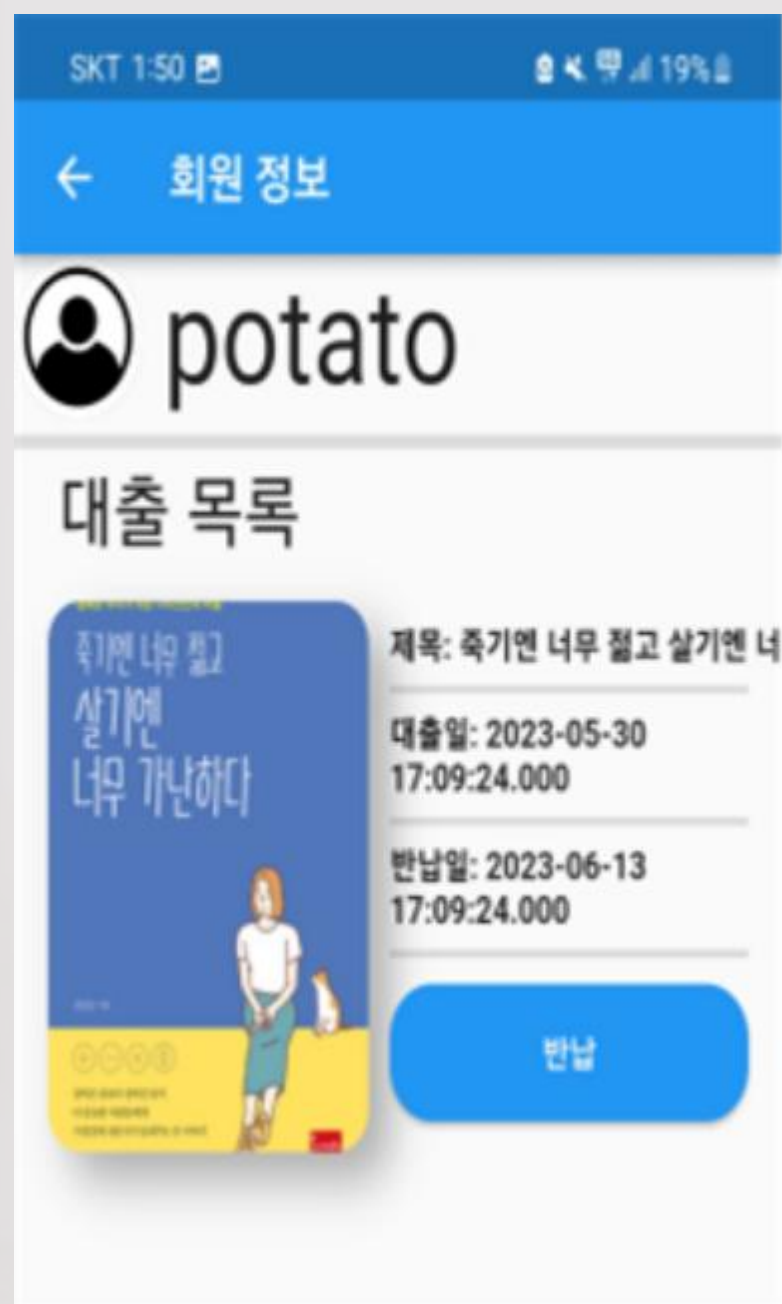 SKT 1:50
19%
회원 정보
potato
대출 목록
죽기엔 너무 젊고
살기엔
너무 가난하다
제목: 죽기엔 너무 젊고 살기엔 너
대출일: 2023-05-30
17:09:24.000
반납일: 2023-06-13
17:09:24.000
반납